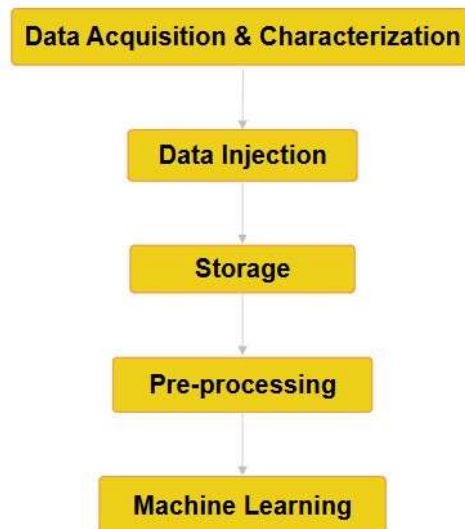 Data Acquisition & Characterization
Data Injection
Storage
Pre-processing
Machine Learning